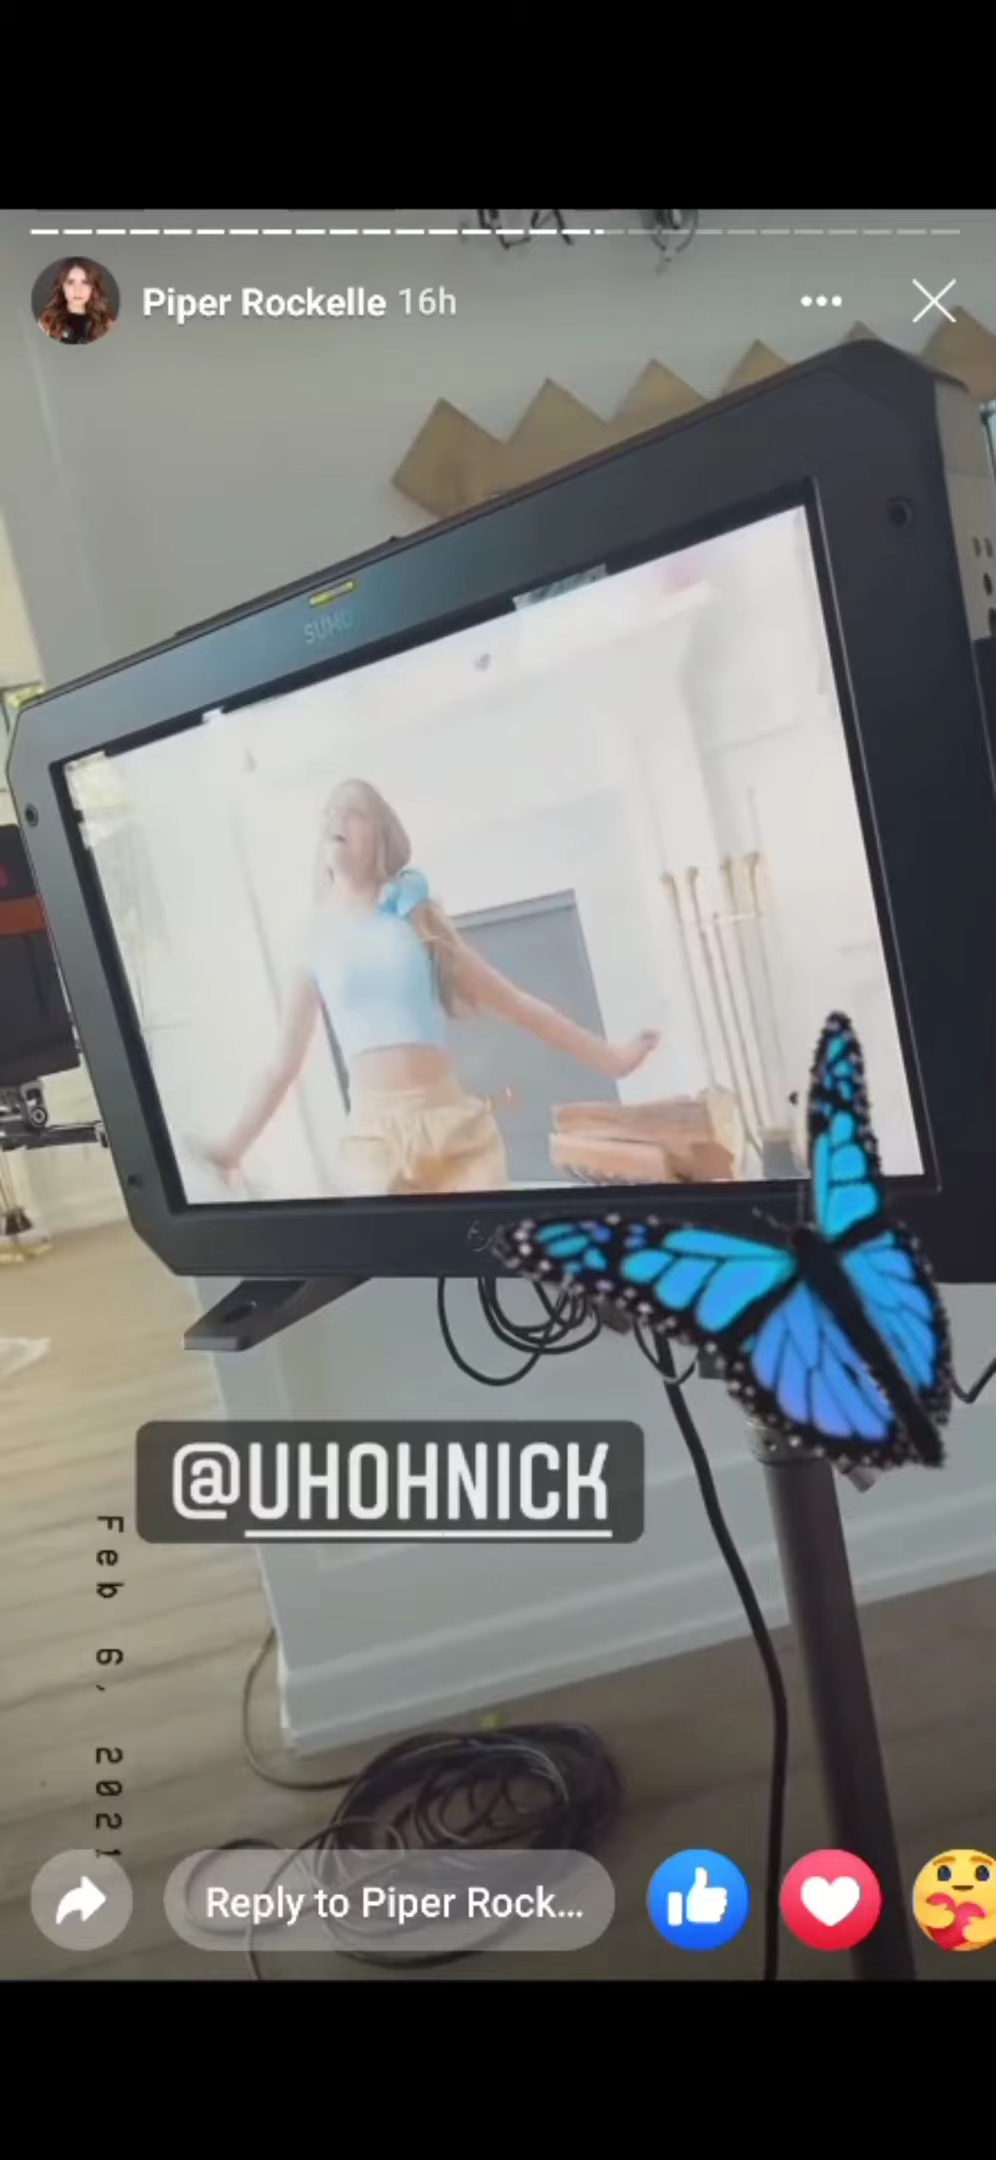 Piper Rockelle 16h
SUMO
@UHOHNICK
Feb 6, 2021
Reply to Piper Rock...